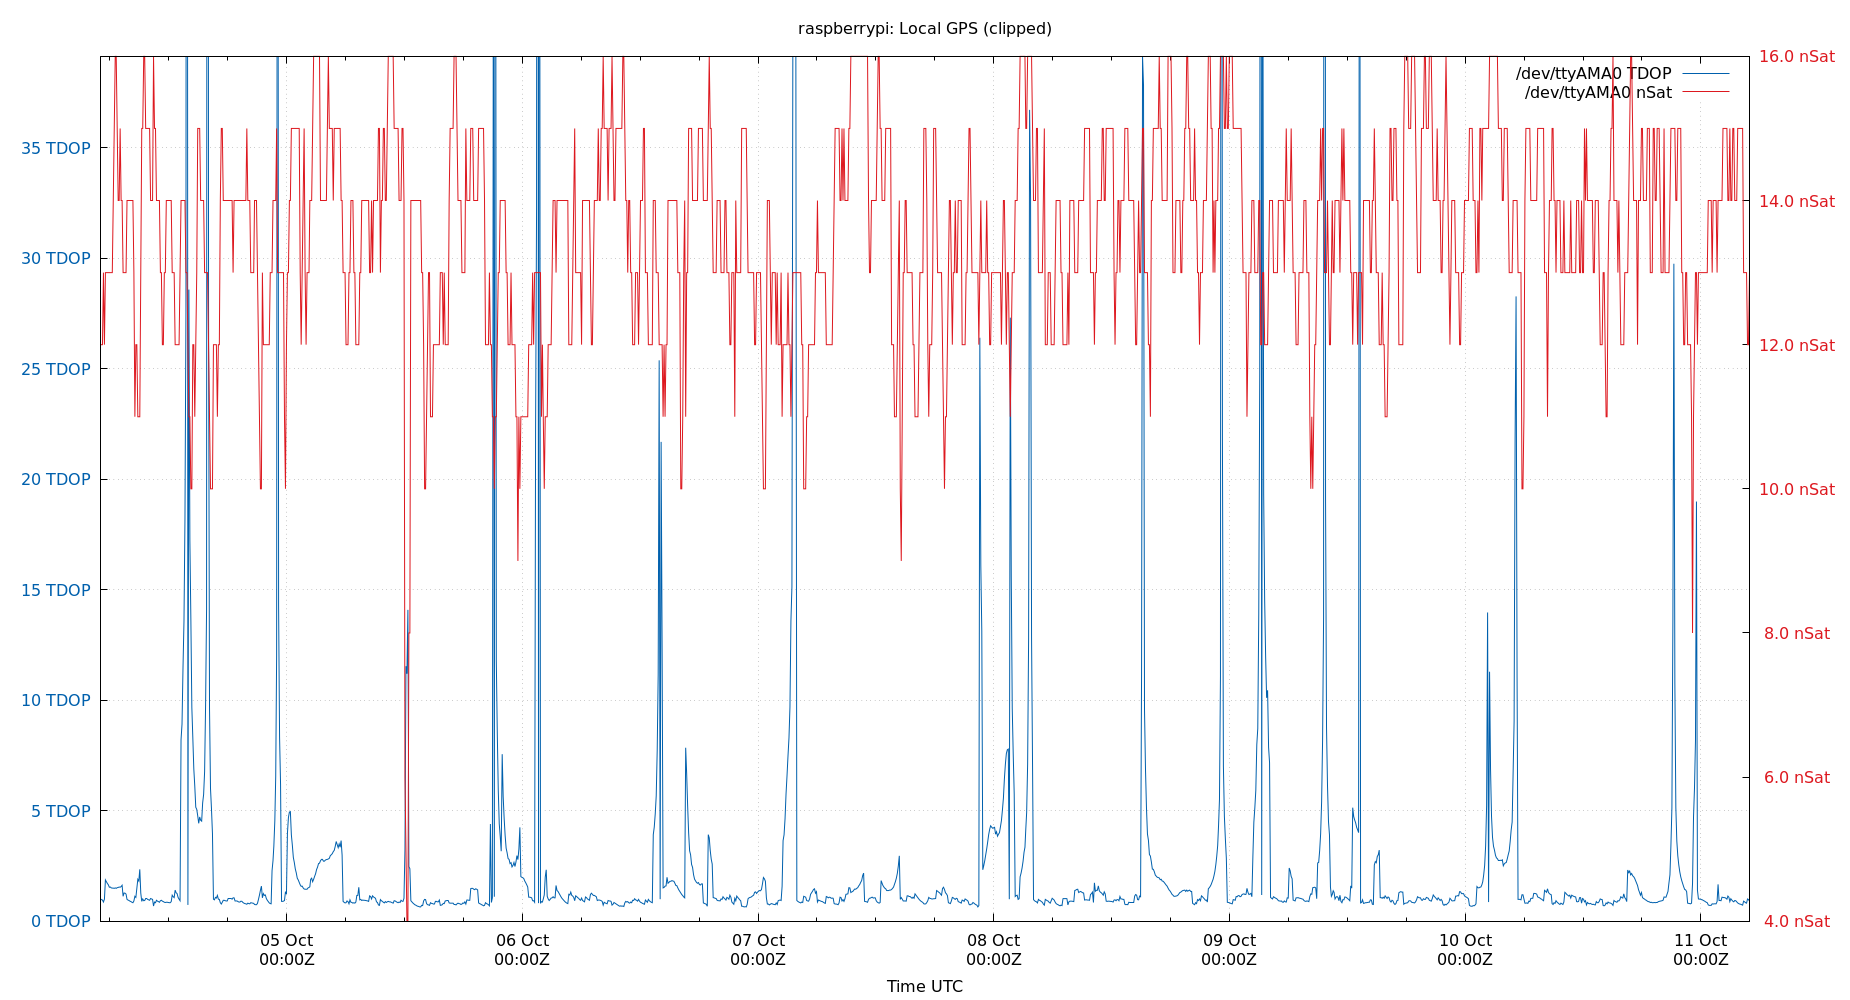 raspberrypi: Local GPS (clipped)
16.0 nSat
/dev/ttyAMA0 TDOP
/dev/ttyAMA0 nSat
35 TDOP
14.0 nSat
30 TDOP
12.0 nSat
25 TDOP
20 TDOP
10.0 nSat
15 TDOP
8.0 nSat
10 TDOP
6.0 nSat
5 TDOP
0 TDOP
4.0 nSat
05 Oct 06 Oct 07 Oct 08 Oct 09 Oct 10 Oct 11 Oct
00:00Z 00:00Z 00:00Z 00:00Z 00:00Z 00:00Z 00:00Z
Time UTC